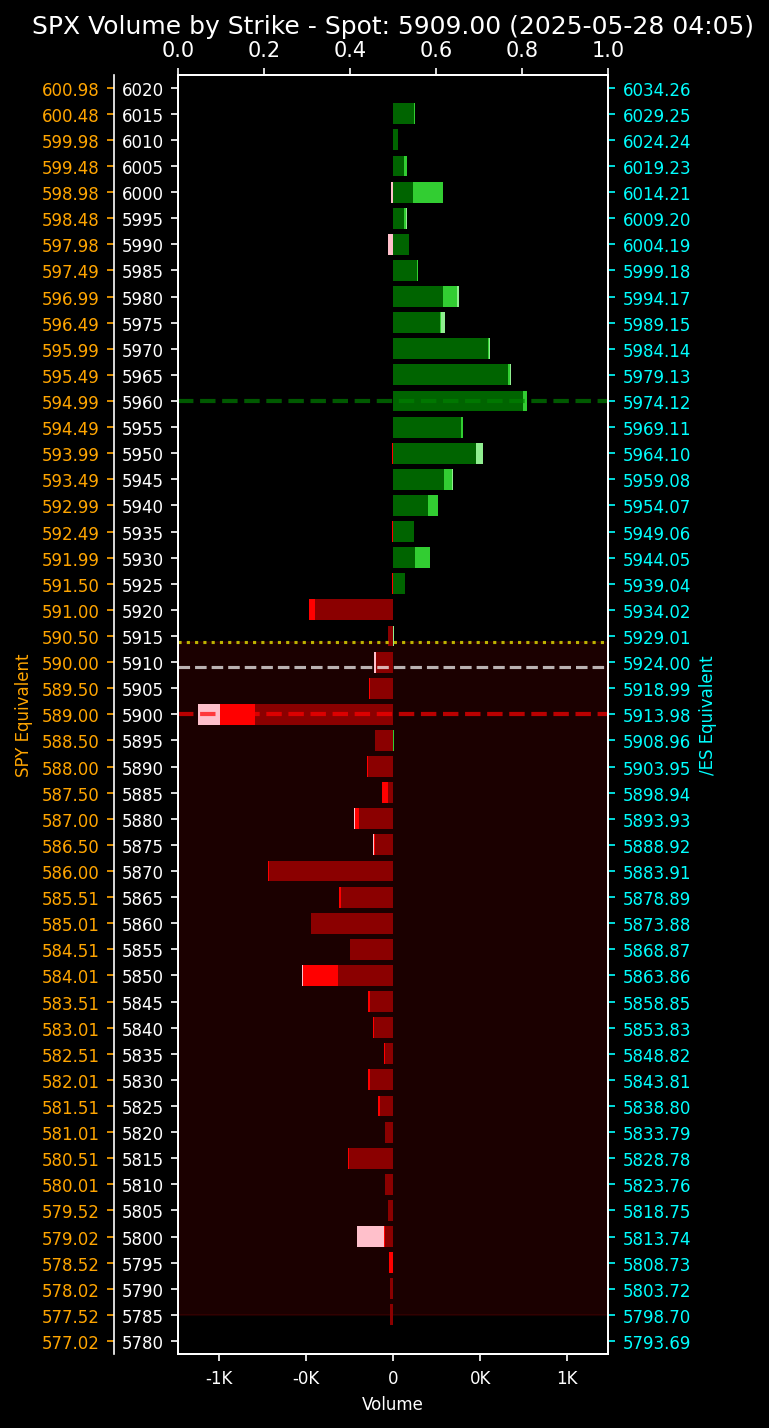 SPX Volume by Strike - Spot: 5909.00 (2025-05-28 04:05)
0.0 0.2 0.4 0.6 0.8 1.0
600.98 6020 6034.26
600.48 6015 6029.25
599.98 6010 6024.24
599.48 6005 6019.23
598.98 6000 6014.21
598.48 5995 6009.20
597.98 5990 6004.19
597.49 5985 5999.18
596.99 5980 5994.17
596.49 5975 5989.15
595.99 5970 5984.14
595.49 5965 5979.13
594.99 5960 5974.12
594.49 5955 5969.11
593.99 5950 5964.10
593.49 5945 5959.08
592.99 5940 5954.07
592.49 5935 5949.06
591.99 5930 5944.05
591.50 5925 5939.04
591.00 5920 5934.02
590.50 5915 5929.01
590.00 5910 5924.00
589.50 5905 5918.99
589.00 5900 5913.98
588.50 5895 5908.96
588.00 5890 5903.95
587.50 5885 5898.94
587.00 5880 5893.93
586.50 5875 5888.92
586.00 5870 5883.91
585.51 5865 5878.89
585.01 5860 5873.88
584.51 5855 5868.87
584.01 5850 5863.86
583.51 5845 5858.85
583.01 5840 5853.83
582.51 5835 5848.82
582.01 5830 5843.81
581.51 5825 5838.80
581.01 5820 5833.79
580.51 5815 5828.78
580.01 5810 5823.76
579.52 5805 5818.75
579.02 5800 5813.74
578.52 5795 5808.73
578.02 5790 5803.72
577.52 5785 5798.70
577.02 5780 5793.69
SPY Equivalent
/ES Equivalent
-1K -0K 0 0K 1K
Volume